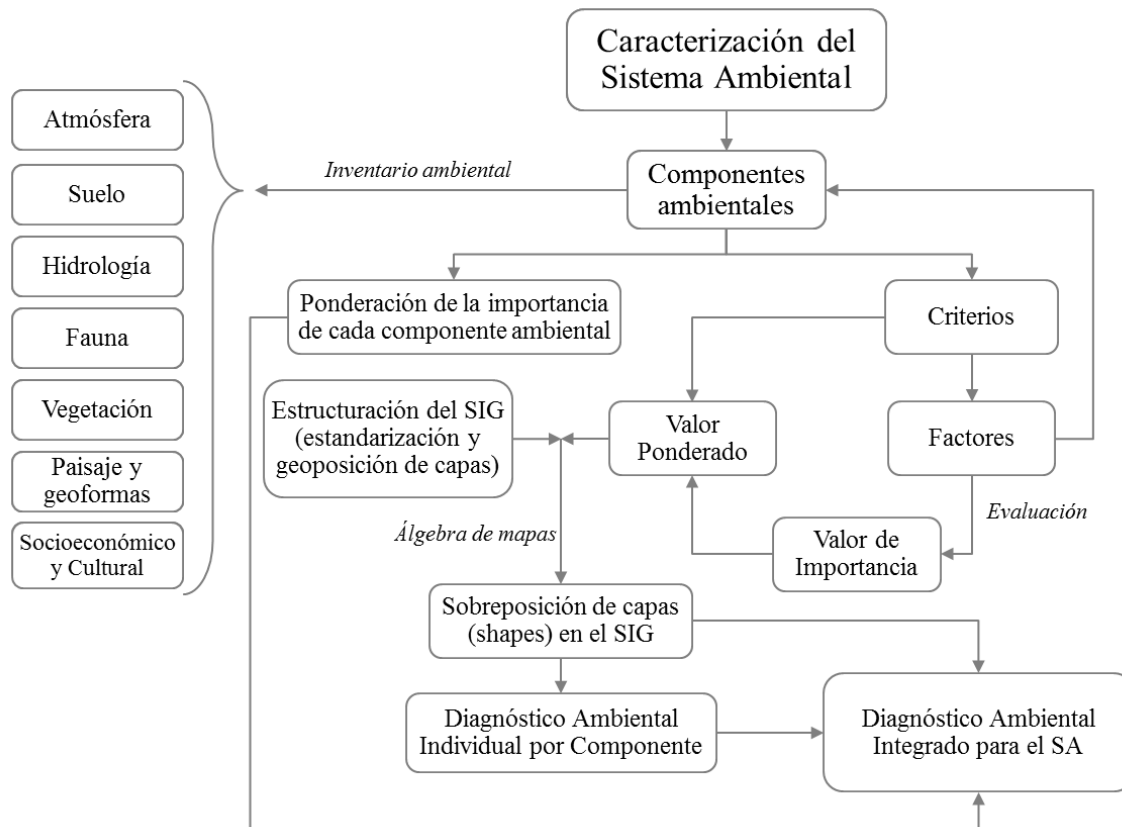 Caracterización del
Sistema Ambiental
Atmósfera
Suelo
Hidrología
Fauna
Vegetación
Paisaje y
geoformas
Socioeconómico
y Cultural
Inventario ambiental
Componentes
ambientales
Ponderación de la importancia
de cada componente ambiental
Criterios
Estructuración del SIG
(estandarización y
geoposición de capas)
Valor
Ponderado
Factores
Evaluación
Álgebra de mapas
Valor de
Importancia
Sobreposición de capas
(shapes) en el SIG
Diagnóstico Ambiental
Individual por Componente
Diagnóstico Ambiental
Integrado para el SA